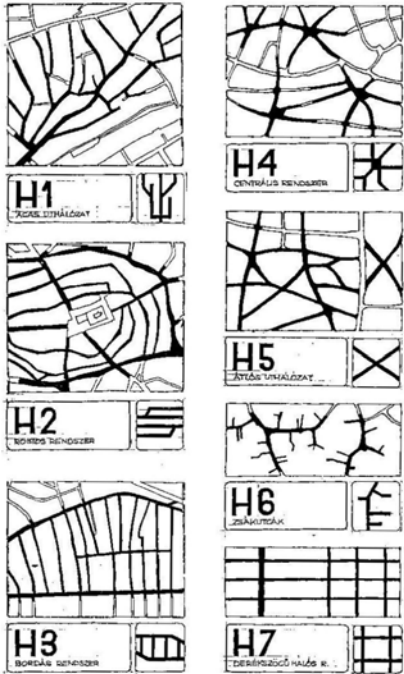 H1
ÁGAS ÚTHÁLÓZAT
H2
RENDSZER
H3
BORDÁS RENDSZER
H4
CENTRÁLIS RENDSZER
H5
ÁTLÓS ÚTHÁLÓZAT
H6
ZSÁKUTCÁK
H7
DERÉKSZÖGŰ HÁLÓS R.